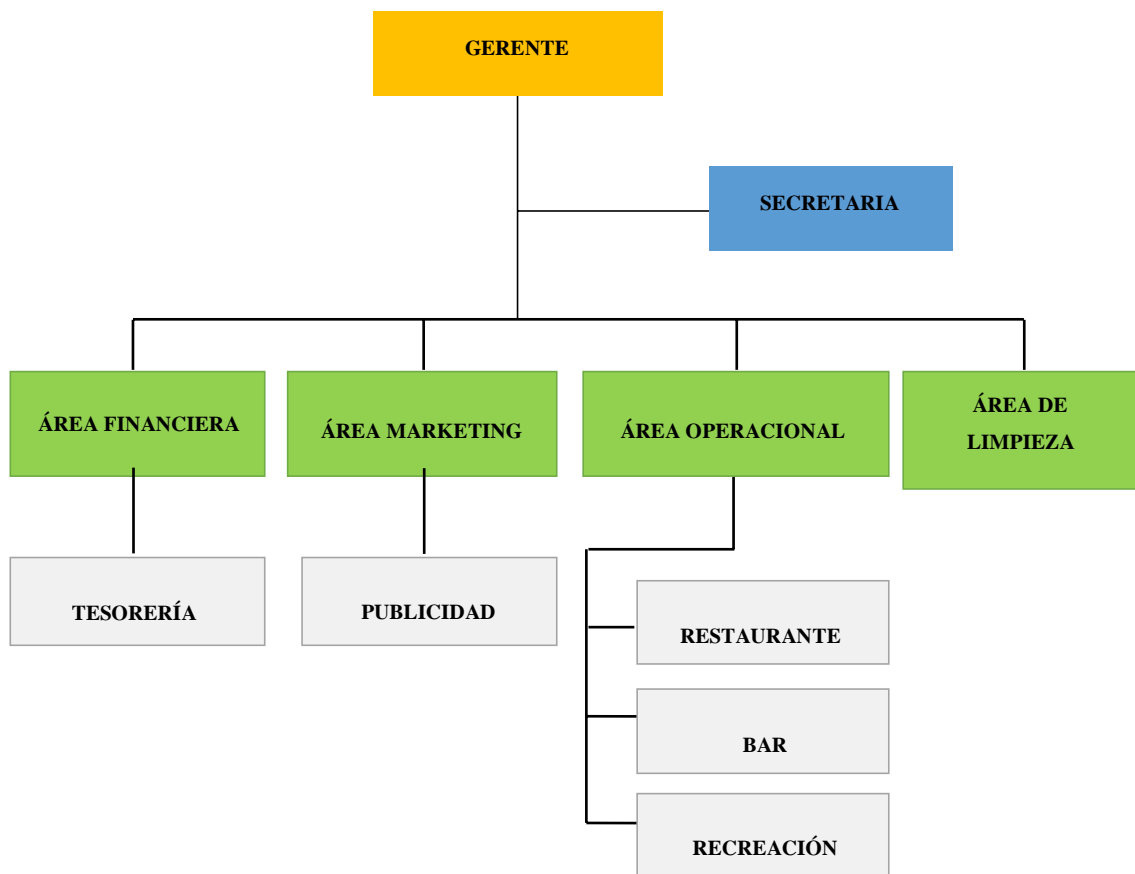 GERENTE
SECRETARIA
ÁREA FINANCIERA
ÁREA MARKETING
ÁREA OPERACIONAL
ÁREA DE
LIMPIEZA
TESORERÍA
PUBLICIDAD
RESTAURANTE
BAR
RECREACIÓN